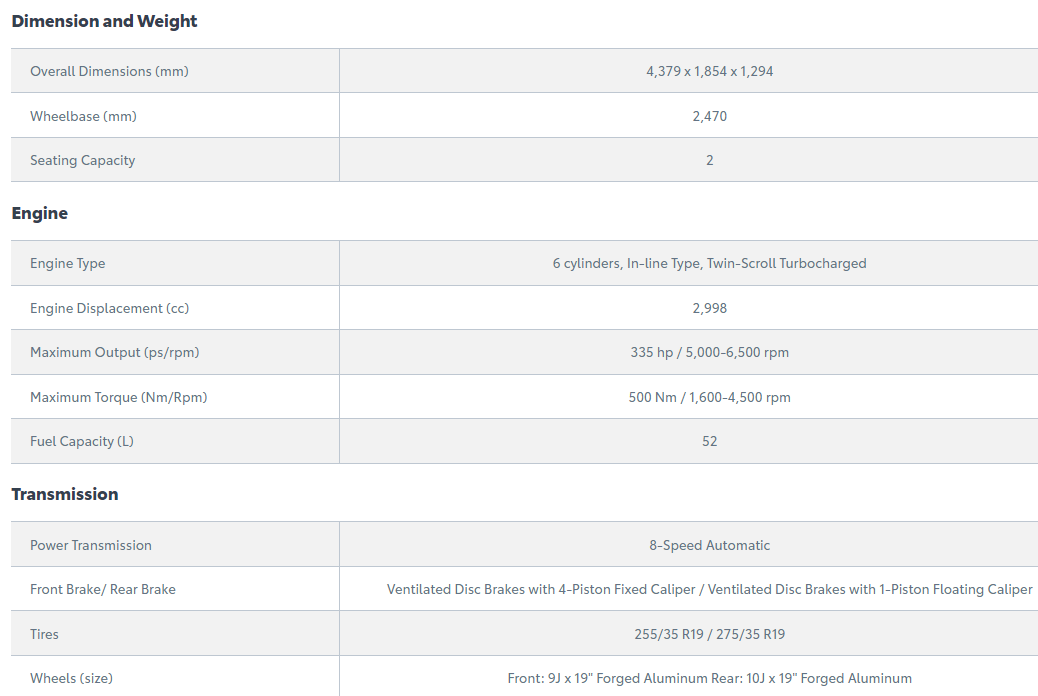 Dimension and Weight
Overall Dimensions (mm) 4,379 x 1,854 x 1,294
Wheelbase (mm) 2,470
Seating Capacity 2
Engine
Engine Type 6 cylinders, In-line Type, Twin-Scroll Turbocharged
Engine Displacement (cc) 2,998
Maximum Output (ps/rpm) 335 hp / 5,000-6,500 rpm
Maximum Torque (Nm/Rpm) 500 Nm / 1,600-4,500 rpm
Fuel Capacity (L) 52
Transmission
Power Transmission 8-Speed Automatic
Front Brake/ Rear Brake Ventilated Disc Brakes with 4-Piston Fixed Caliper / Ventilated Disc Brakes with 1-Piston Floating Caliper
Tires 255/35 R19 / 275/35 R19
Wheels (size) Front: 9J x 19" Forged Aluminum Rear: 10J x 19" Forged Aluminum